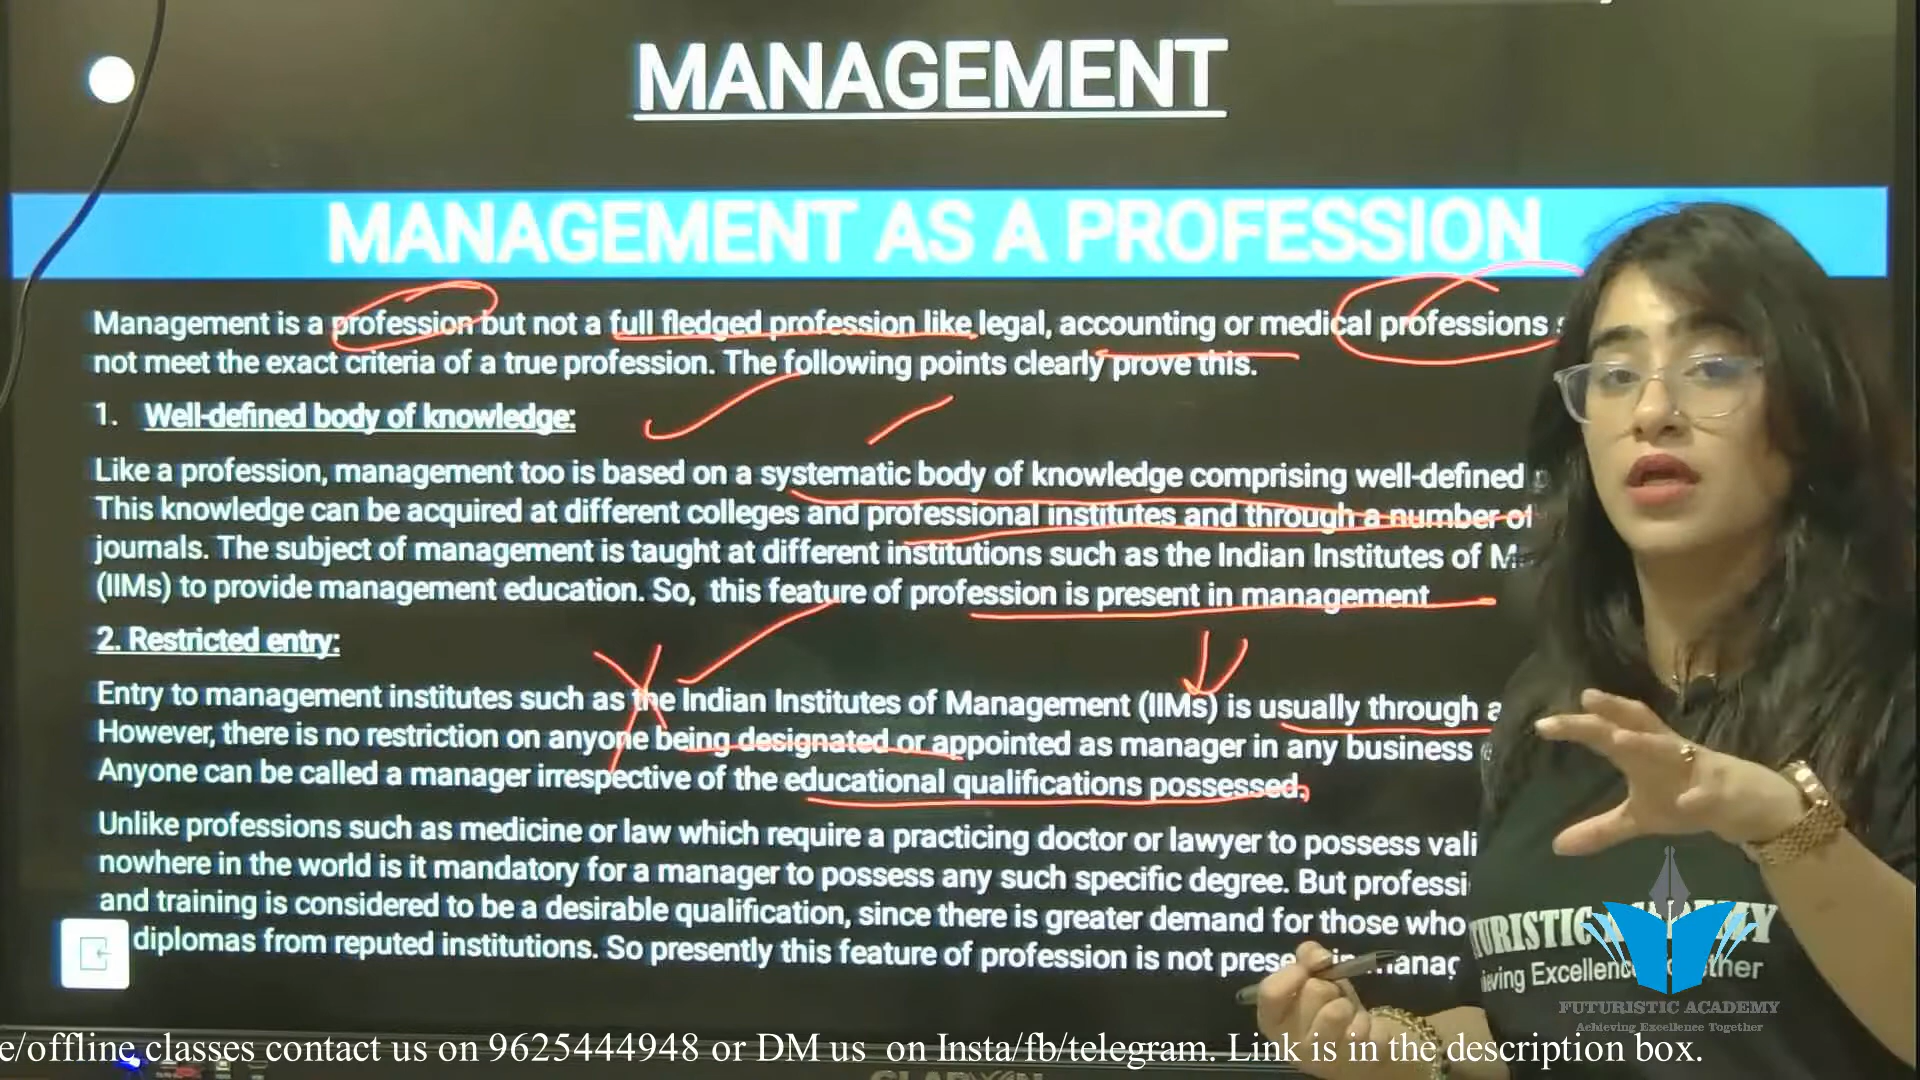 MANAGEMENT
MANAGEMENT AS A PROFESSION
Management is a profession but not a full fledged profession like legal, accounting or medical professions
not meet the exact criteria of a true profession. The following points clearly prove this.
1. Well-defined body of knowledge:
Like a profession, management too is based on a systematic body of knowledge comprising well-defined
This knowledge can be acquired at different colleges and professional institutes and through a number of
journals. The subject of management is taught at different institutions such as the Indian Institutes of
(IIMs) to provide management education. So, this feature of profession is present in management
2. Restricted entry:
Entry to management institutes such as the Indian Institutes of Management (IIMs) is usually through a
However, there is no restriction on anyone being designated or appointed as manager in any business
Anyone can be called a manager irrespective of the educational qualifications possessed.
Unlike professions such as medicine or law which require a practicing doctor or lawyer to possess
nowhere in the world is it mandatory for a manager to possess any such specific degree. But
and training is considered to be a desirable qualification, since there is greater demand for those who
diplomas from reputed institutions. So presently this feature of profession is not
FUTURISTIC ACADEMY
Achieving Excellence Together
e/offline classes contact us on 9625444948 or DM us on Insta/fb/telegram. Link is in the description box.